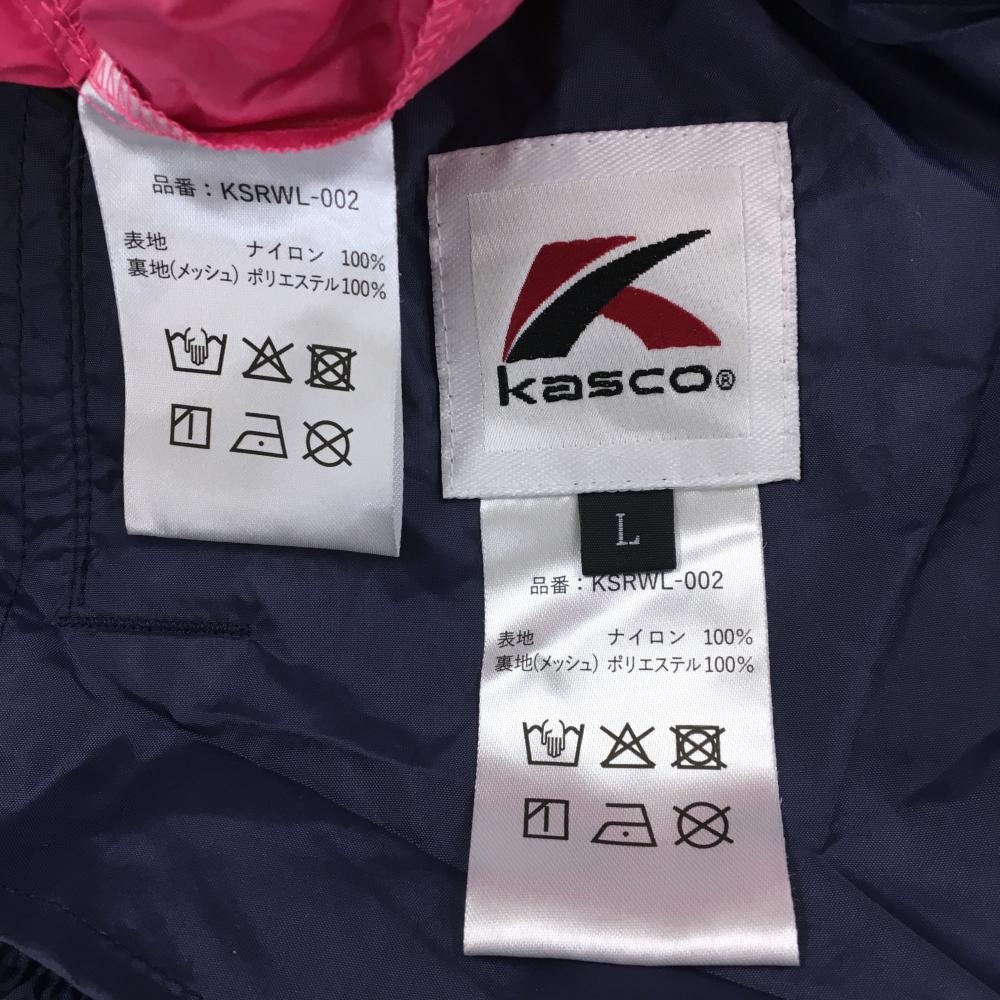 品番：KSRWL-002
表地 ナイロン 100%
裏地(メッシュ) ポリエステル100%
kasco®
L
品番：KSRWL-002
表地 ナイロン 100%
裏地(メッシュ) ポリエステル100%